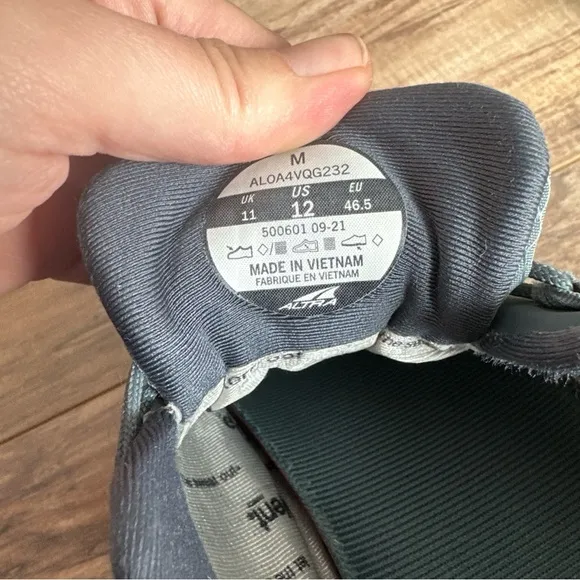 M
AL0A4VQG232
UK US EU
11 12 46.5
500601 09-21
MADE IN VIETNAM
FABRIQUE EN VIETNAM
ALTRA